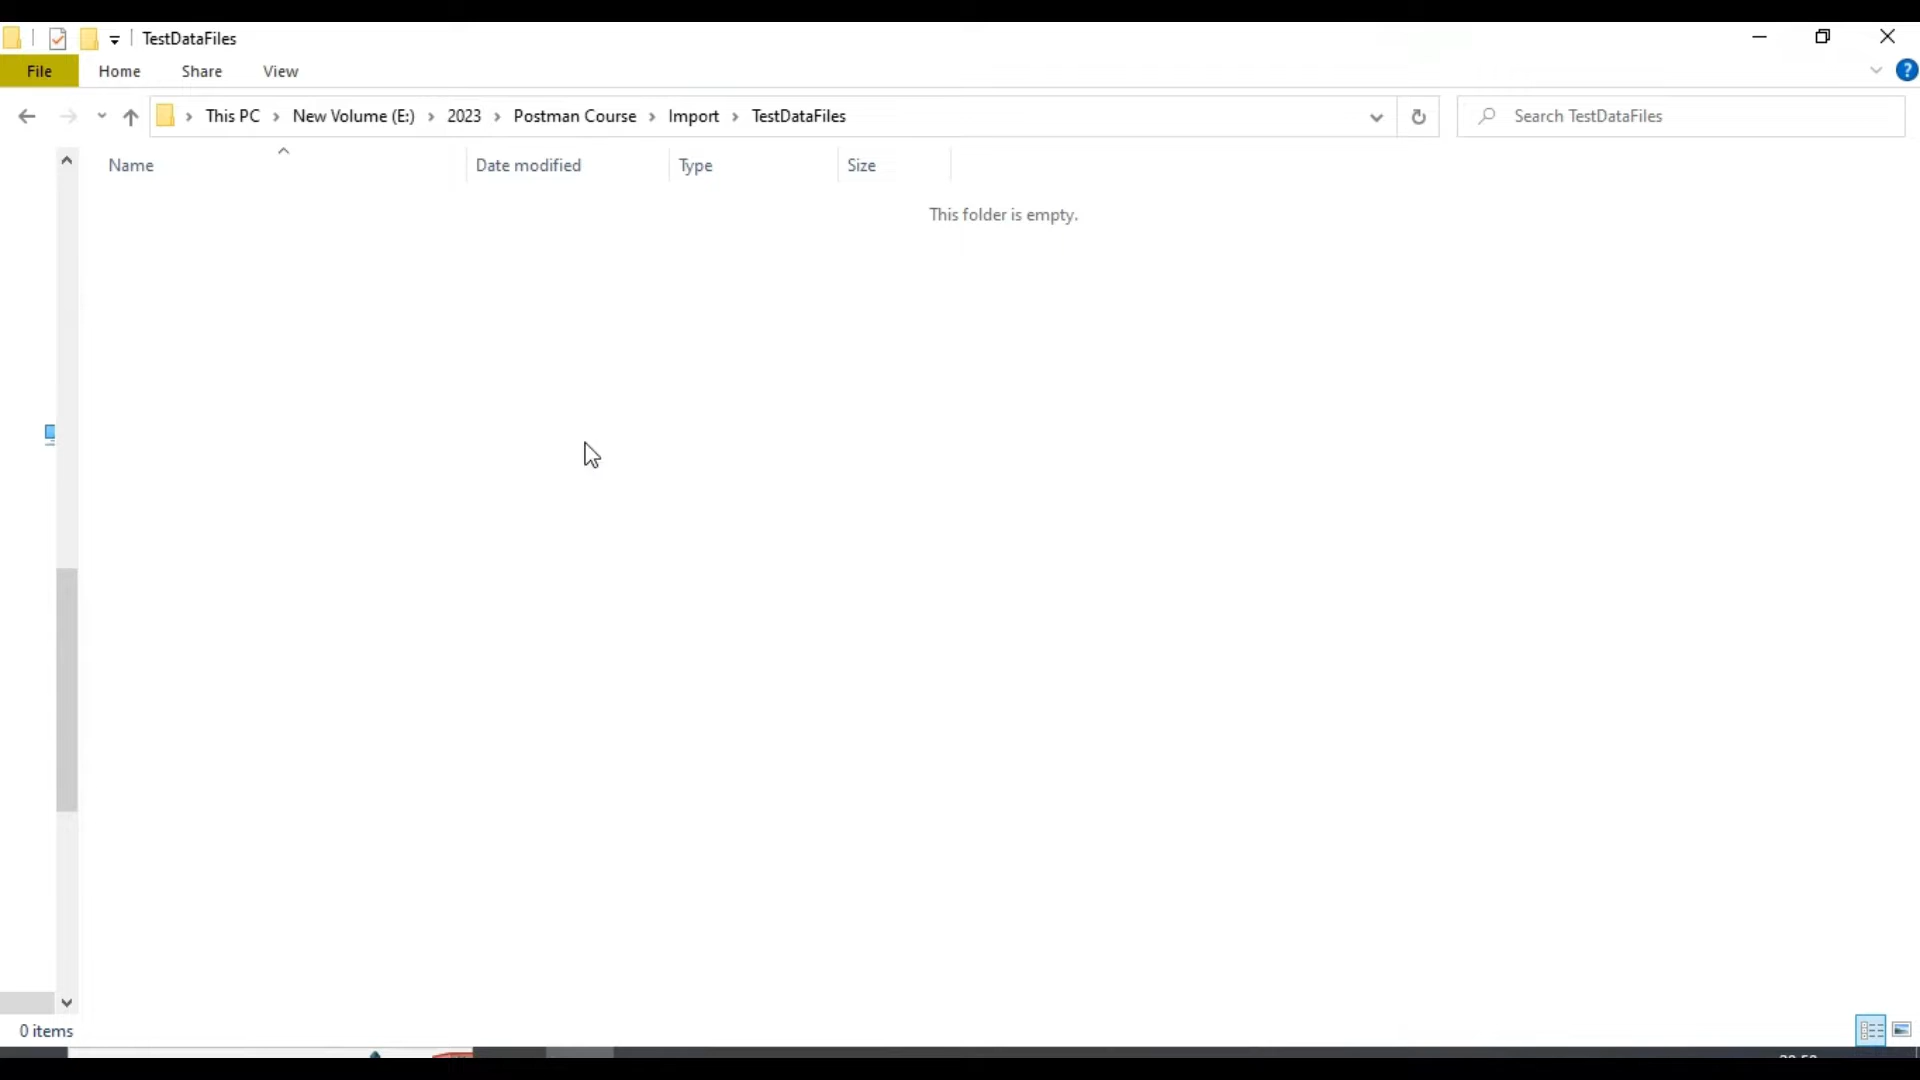 TestDataFiles
File Home Share View ?
This PC New Volume (E:) 2023 Postman Course Import TestDataFiles Search TestDataFiles
Name Date modified Type Size
This folder is empty.
0 items